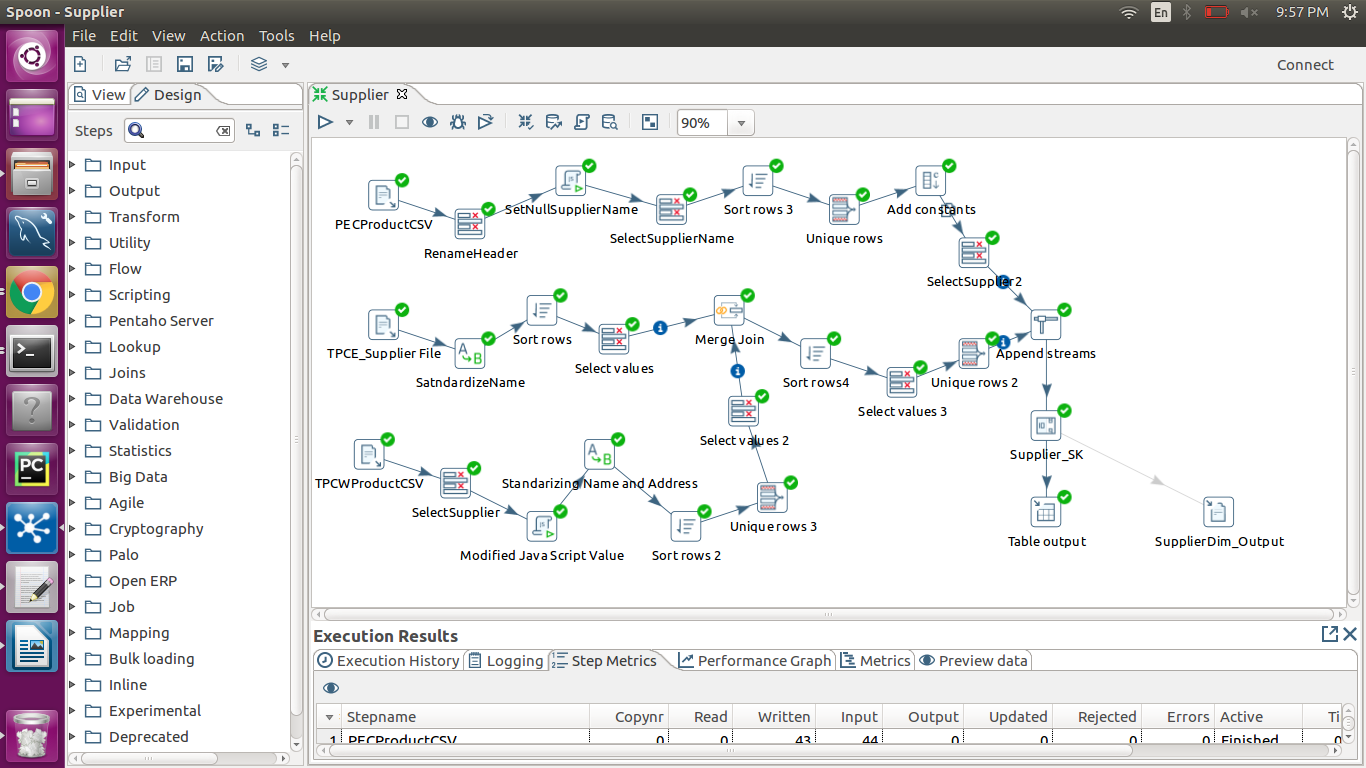 Spoon - Supplier
En
9:57 PM
File Edit View Action Tools Help
Connect
View Design
Supplier
Steps
90%
Input
Output
Transform
Utility
Flow
Scripting
Pentaho Server
Lookup
Joins
Data Warehouse
Validation
Statistics
Big Data
Agile
Cryptography
Palo
Open ERP
Job
Mapping
Bulk loading
Inline
Experimental
Deprecated
PECProductCSV
RenameHeader
SetNullSupplierName
SelectSupplierName
Sort rows 3
Unique rows
Add constants
SelectSupplier2
TPCE_Supplier File
SatndardizeName
Sort rows
Select values
Merge Join
Sort rows4
Select values 3
Unique rows 2
Append streams
Select values 2
TPCWProductCSV
SelectSupplier
Modified Java Script Value
Standarizing Name and Address
Sort rows 2
Unique rows 3
Supplier_SK
Table output
SupplierDim_Output
PC
Execution Results
Execution History Logging Step Metrics Performance Graph Metrics Preview data
Stepname Copynr Read Written Input Output Updated Rejected Errors Active Ti
1 PECProductCSV 0 0 43 44 0 0 0 0 Finished 0